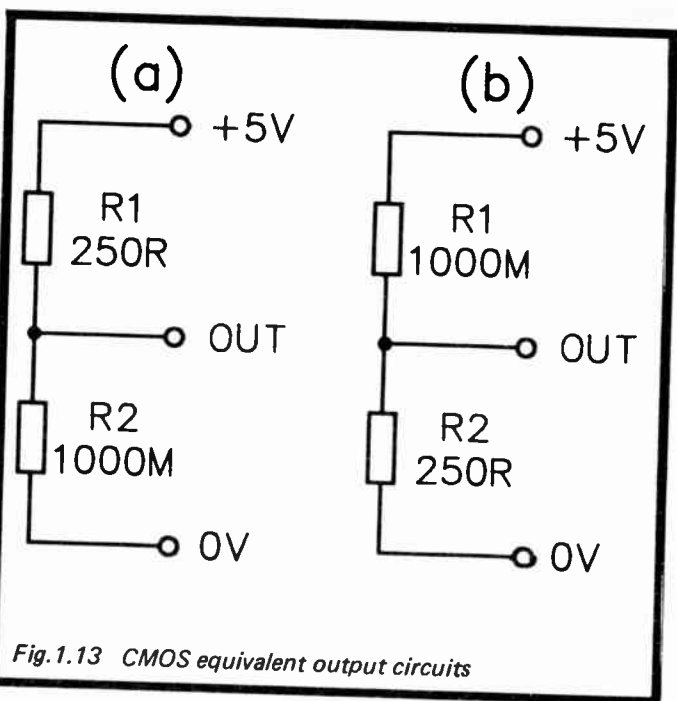 (a)
+5V
R1
250R
OUT
R2
1000M
0V
(b)
+5V
R1
1000M
OUT
R2
250R
0V
Fig.1.13 CMOS equivalent output circuits